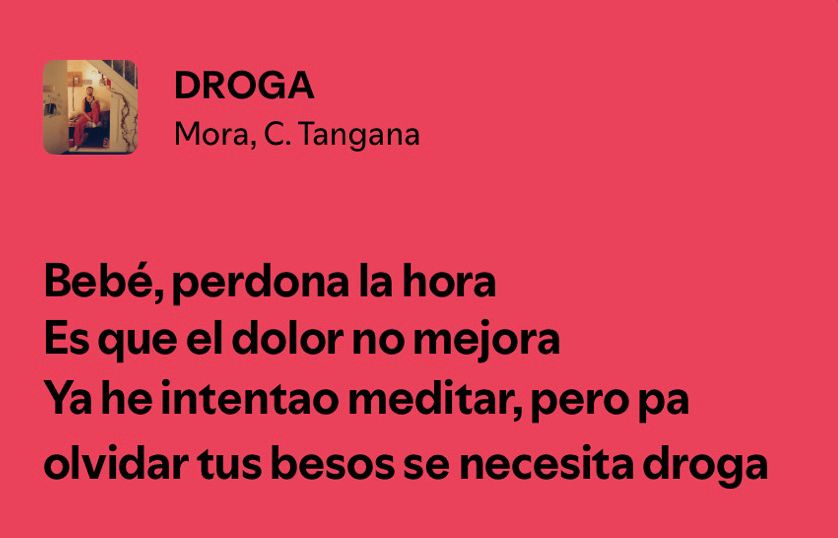 DROGA
Mora, C. Tangana
Bebé, perdona la hora
Es que el dolor no mejora
Ya he intentao meditar, pero pa
olvidar tus besos se necesita droga